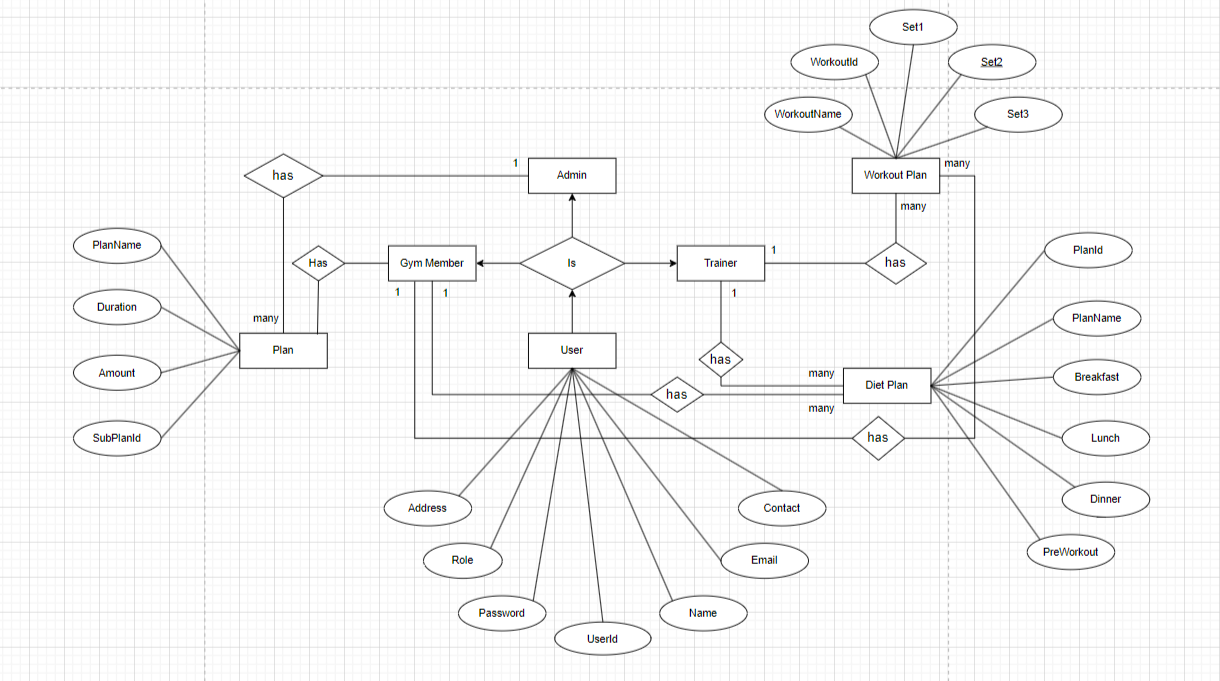 Set1
WorkoutId
Set2
WorkoutName
Set3
has
1
Admin
Workout Plan
many
many
PlanName
Has
Gym Member
Is
Trainer
1
has
PlanId
1
1
1
Duration
many
PlanName
Plan
User
has
Amount
many
Diet Plan
Breakfast
has
many
SubPlanId
has
Lunch
Address
Contact
Dinner
Role
Email
PreWorkout
Password
Name
UserId